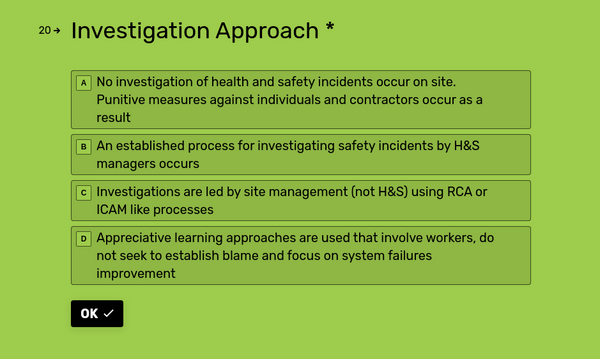 20→ Investigation Approach *
A No investigation of health and safety incidents occur on site.
Punitive measures against individuals and contractors occur as a
result
B An established process for investigating safety incidents by H&S
managers occurs
C Investigations are led by site management (not H&S) using RCA or
ICAM like processes
D Appreciative learning approaches are used that involve workers, do
not seek to establish blame and focus on system failures
improvement
OK ✓